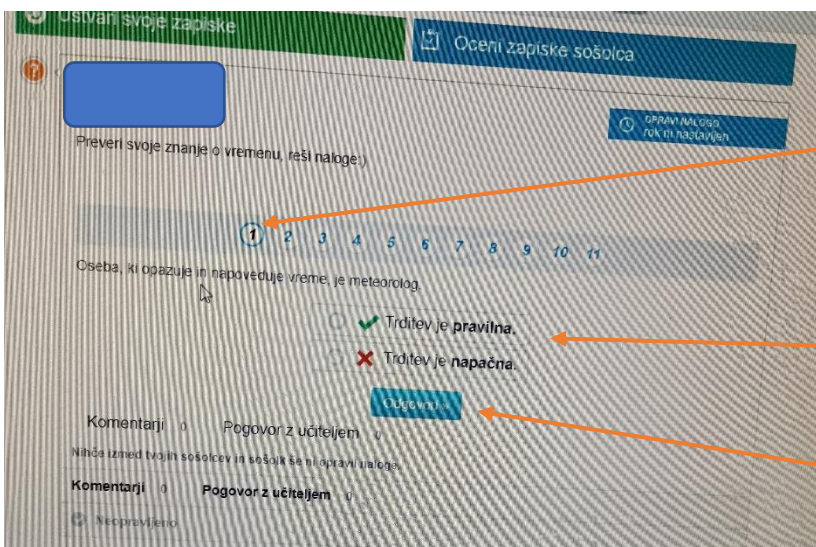 Ustvari svoje zapiske
Oceni zapiske sošolca
OPRAVI NALOGO
rok ni nastavljen
Preveri svoje znanje o vremenu, reši naloge:)
1 2 3 4 5 6 7 8 9 10 11
Oseba, ki opazuje in napoveduje vreme, je meteorolog.
Trditev je pravilna.
Trditev je napačna.
Odgovori »
Komentarji 0 Pogovor z učiteljem 0
Nihče izmed tvojih sošolcev in sošolk še ni opravil naloge.
Komentarji 0 Pogovor z učiteljem 0
Neopravljeno